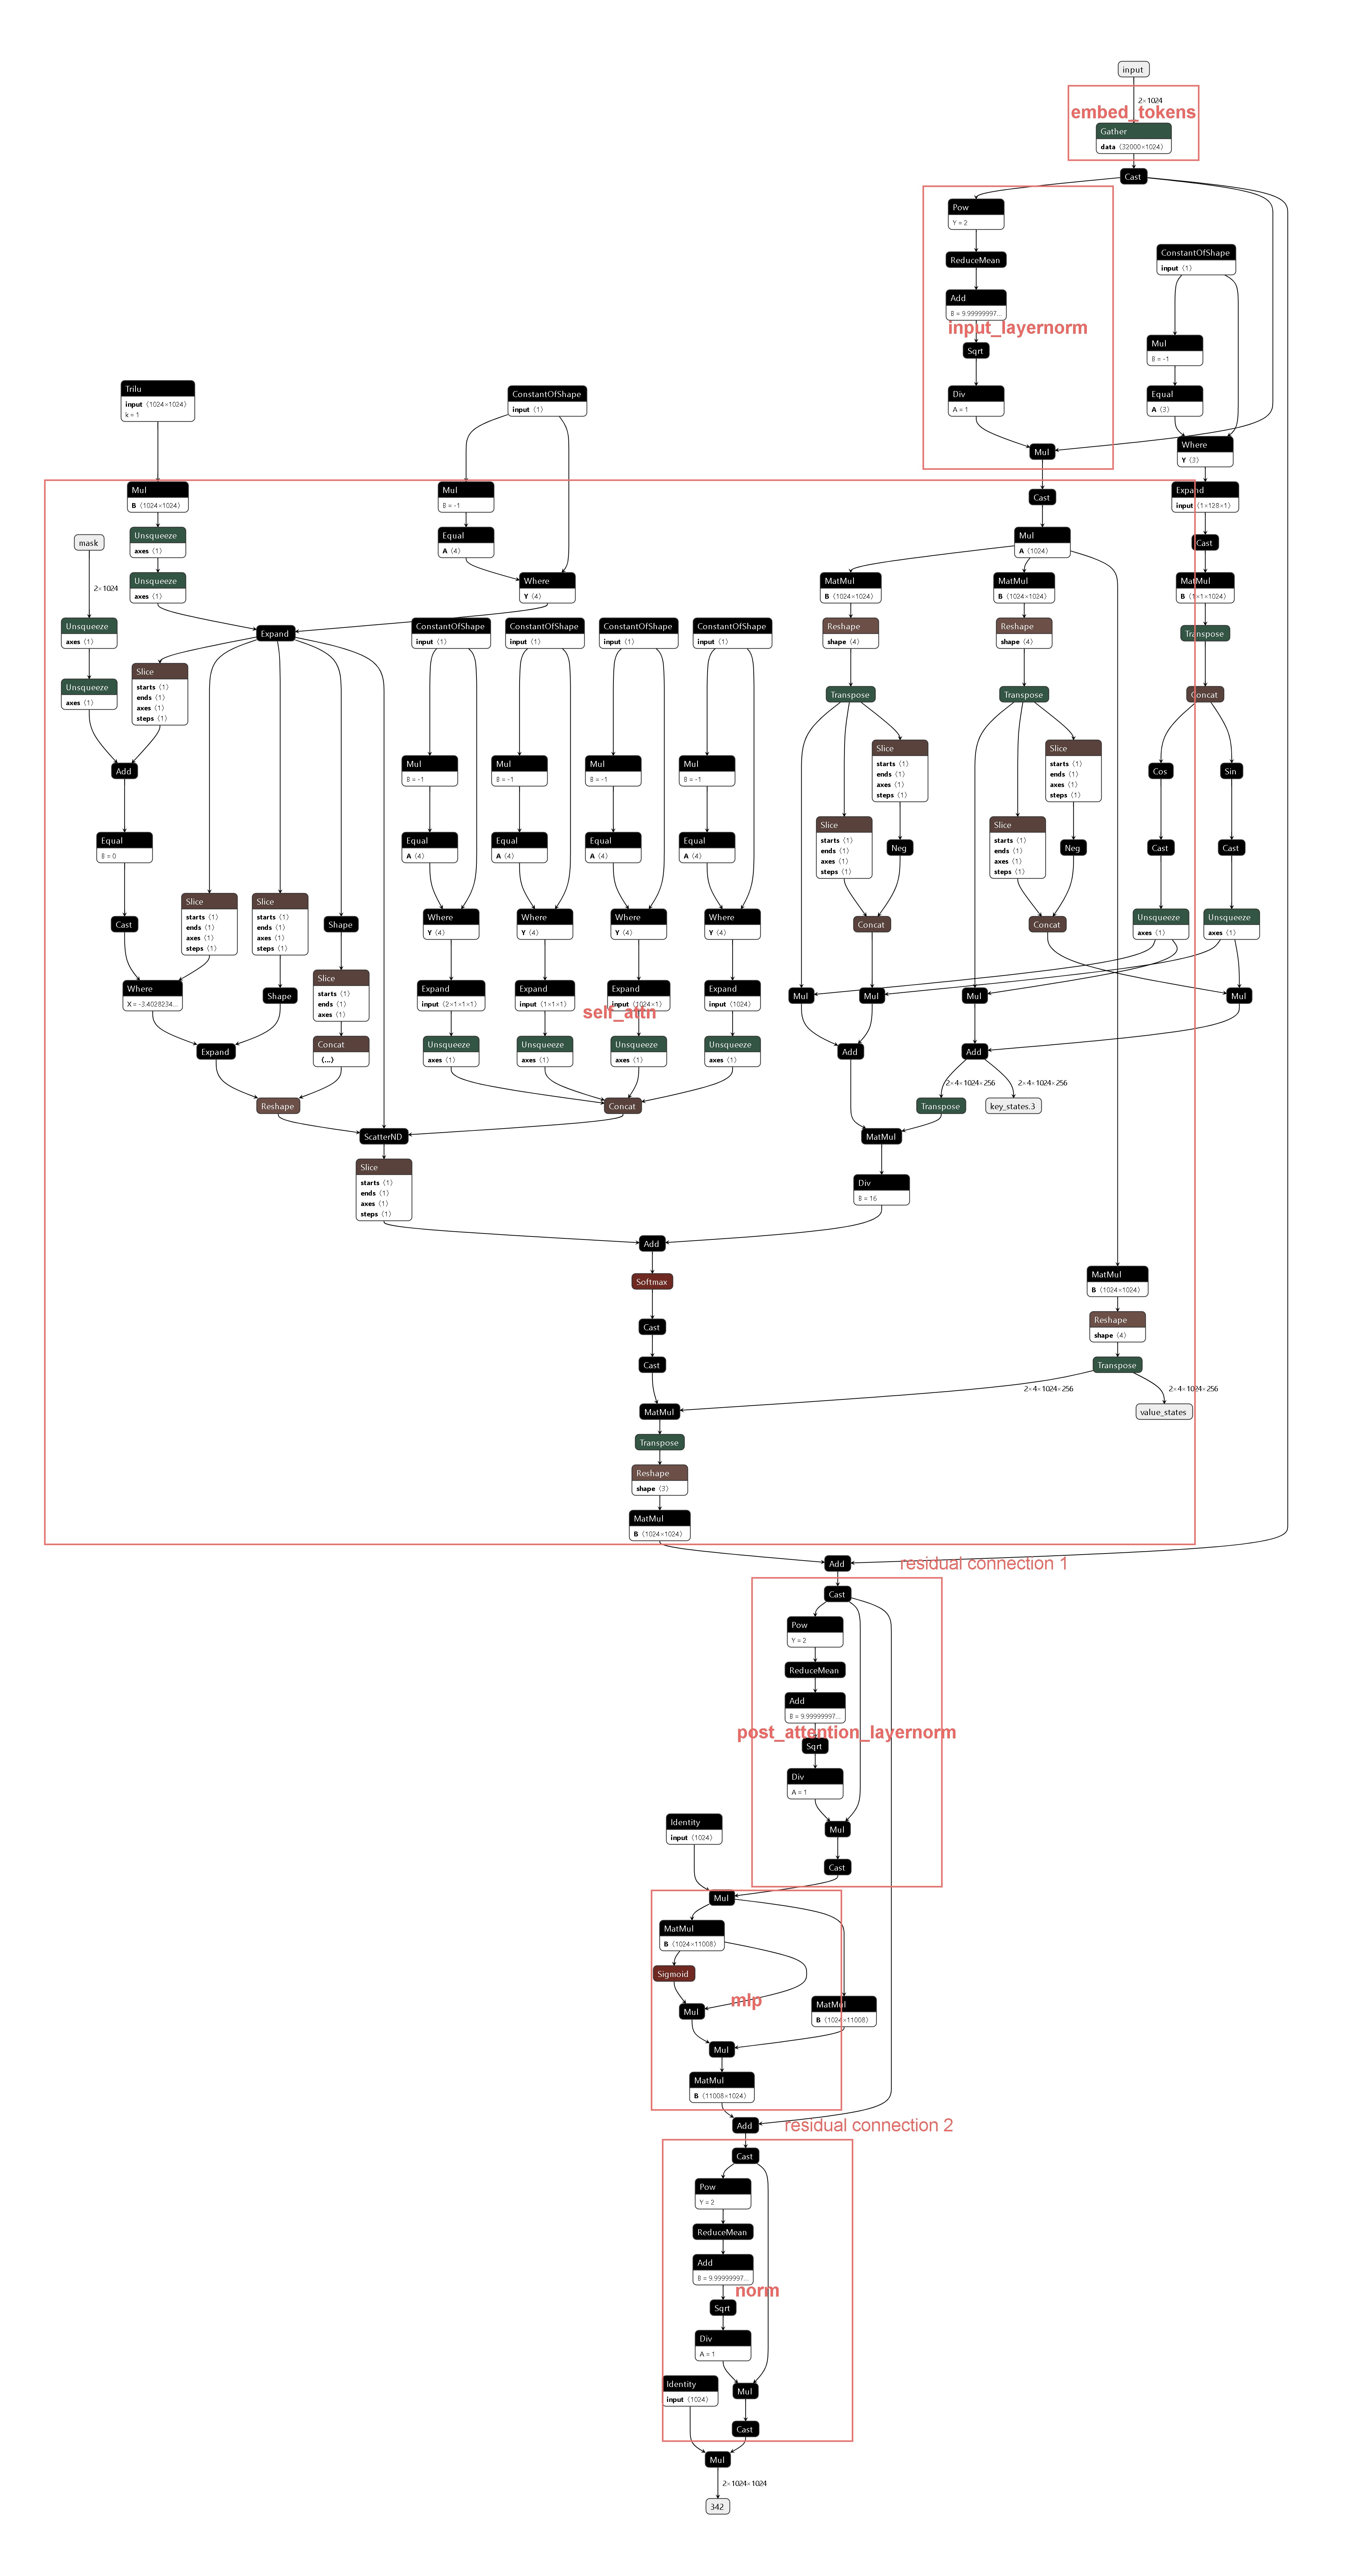 input
2×1024
embed_tokens
Gather
data (32000×1024)
Cast
Pow
Y = 2
ReduceMean
Add
B = 9.99999997...
input_layernorm
Sqrt
Div
A = 1
Mul
ConstantOfShape
input (1)
Mul
B = -1
Equal
A (3)
Where
Y (3)
Expand
input (1×128×1)
Cast
MatMul
B (1×1×1024)
Transpose
Concat
Cos
Sin
Cast
Cast
Unsqueeze
axes (1)
Unsqueeze
axes (1)
Trilu
input (1024×1024)
k = 1
Mul
B (1024×1024)
Unsqueeze
axes (1)
Unsqueeze
axes (1)
mask
2×1024
Unsqueeze
axes (1)
Unsqueeze
axes (1)
ConstantOfShape
input (1)
Mul
B = -1
Equal
A (4)
Where
Y (4)
Expand
Slice
starts (1)
ends (1)
axes (1)
steps (1)
Add
Equal
B = 0
Cast
Slice
starts (1)
ends (1)
axes (1)
steps (1)
Slice
starts (1)
ends (1)
axes (1)
steps (1)
Shape
Where
X = -3.4028234...
Shape
Slice
starts (1)
ends (1)
axes (1)
Expand
Concat
{...}
Reshape
ConstantOfShape
input (1)
ConstantOfShape
input (1)
ConstantOfShape
input (1)
ConstantOfShape
input (1)
Mul
B = -1
Mul
B = -1
Mul
B = -1
Mul
B = -1
Equal
A (4)
Equal
A (4)
Equal
A (4)
Equal
A (4)
Where
Y (4)
Where
Y (4)
Where
Y (4)
Where
Y (4)
Expand
input (2×1×1×1)
Expand
input (1×1×1)
Expand
input (1024×1)
Expand
input (1024)
self_attn
Unsqueeze
axes (1)
Unsqueeze
axes (1)
Unsqueeze
axes (1)
Unsqueeze
axes (1)
Concat
ScatterND
Slice
starts (1)
ends (1)
axes (1)
steps (1)
Cast
Mul
A (1024)
MatMul
B (1024×1024)
MatMul
B (1024×1024)
Reshape
shape (4)
Reshape
shape (4)
Transpose
Transpose
Slice
starts (1)
ends (1)
axes (1)
steps (1)
Slice
starts (1)
ends (1)
axes (1)
steps (1)
Slice
starts (1)
ends (1)
axes (1)
steps (1)
Neg
Slice
starts (1)
ends (1)
axes (1)
steps (1)
Neg
Concat
Concat
Mul
Mul
Mul
Mul
Add
Add
2×4×1024×256
2×4×1024×256
Transpose
key_states.3
MatMul
Div
B = 16
Add
Softmax
Cast
Cast
MatMul
B (1024×1024)
Reshape
shape (4)
Transpose
2×4×1024×256
2×4×1024×256
value_states
MatMul
Transpose
Reshape
shape (3)
MatMul
B (1024×1024)
Add
residual connection 1
Cast
Pow
Y = 2
ReduceMean
Add
B = 9.99999997...
post_attention_layernorm
Sqrt
Div
A = 1
Mul
Cast
Identity
input (1024)
Mul
MatMul
B (1024×11008)
Sigmoid
mlp
Mul
MatMul
B (1024×11008)
Mul
MatMul
B (11008×1024)
Add
residual connection 2
Cast
Pow
Y = 2
ReduceMean
Add
B = 9.99999997...
norm
Sqrt
Div
A = 1
Identity
input (1024)
Mul
Cast
Mul
2×1024×1024
342